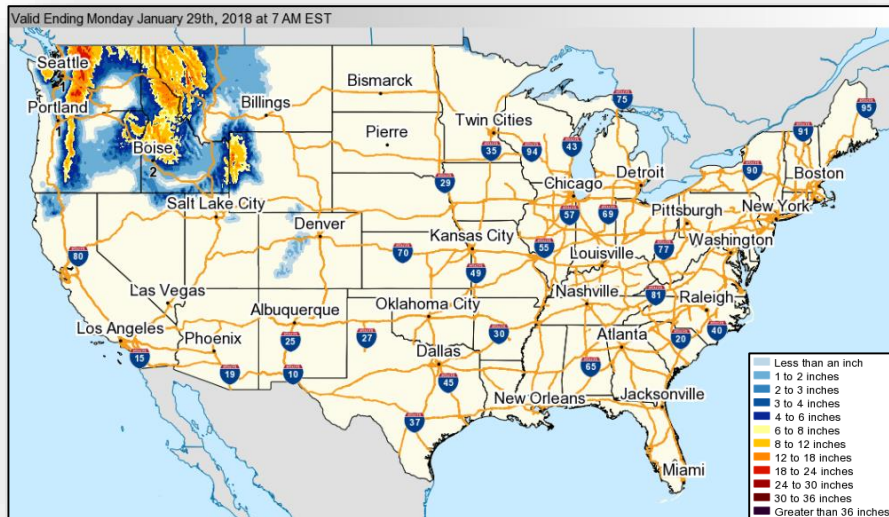 Valid Ending Monday January 29th, 2018 at 7 AM EST
Seattle
1
Portland
1
Boise
2
Billings
Bismarck
Pierre
Twin Cities
35
94
43
75
95
91
90
Boston
29
Chicago
Detroit
57
69
Pittsburgh
New York
Salt Lake City
Denver
80
70
Kansas City
49
55
Louisville
77
Washington
Las Vegas
Los Angeles
15
Phoenix
19
Albuquerque
25
10
27
Oklahoma City
30
Nashville
81
Raleigh
40
20
Atlanta
65
Dallas
45
37
New Orleans
Jacksonville
Miami
Less than an inch
1 to 2 inches
2 to 3 inches
3 to 4 inches
4 to 6 inches
6 to 8 inches
8 to 12 inches
12 to 18 inches
18 to 24 inches
24 to 30 inches
30 to 36 inches
Greater than 36 inches